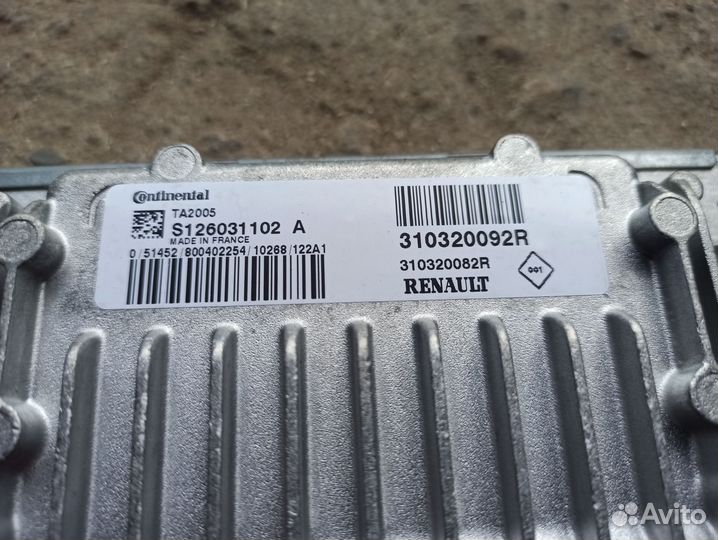 Continental
TA2005
S126031102 A
MADE IN FRANCE
0/51452/800402254/10268/122A1
310320092R
310320082R
001
RENAULT
Avito